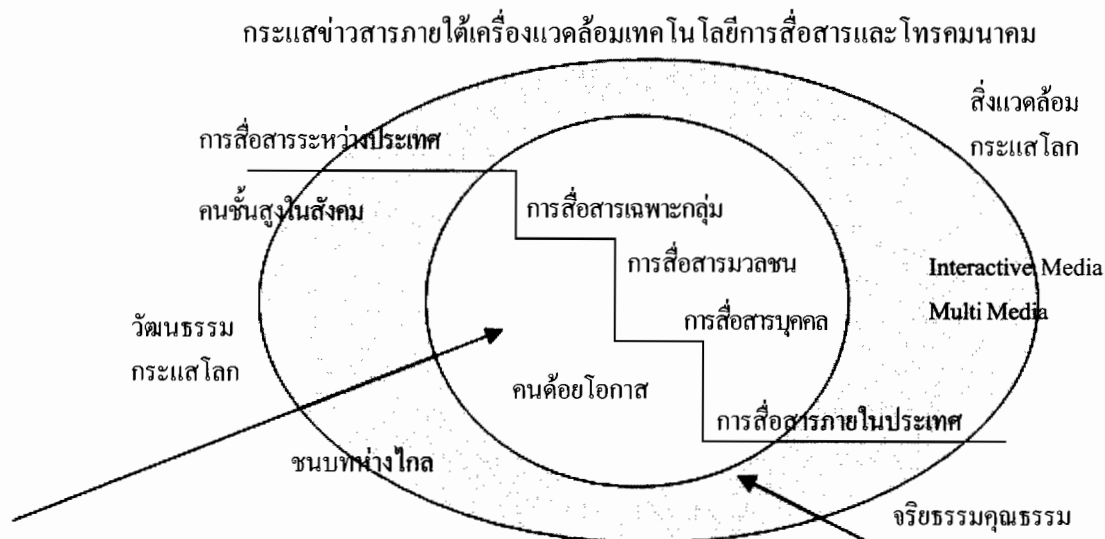 กระแสข่าวสารภายใต้เครื่องแวดล้อมเทคโนโลยีการสื่อสารและโทรคมนาคม
สิ่งแวดล้อม
กระแสโลก
การสื่อสารระหว่างประเทศ
คนชั้นสูงในสังคม
การสื่อสารเฉพาะกลุ่ม
การสื่อสารมวลชน
Interactive Media
Multi Media
การสื่อสารบุคคล
วัฒนธรรม
กระแสโลก
คนด้อยโอกาส
การสื่อสารภายในประเทศ
ชนบทห่างไกล
จริยธรรมคุณธรรม